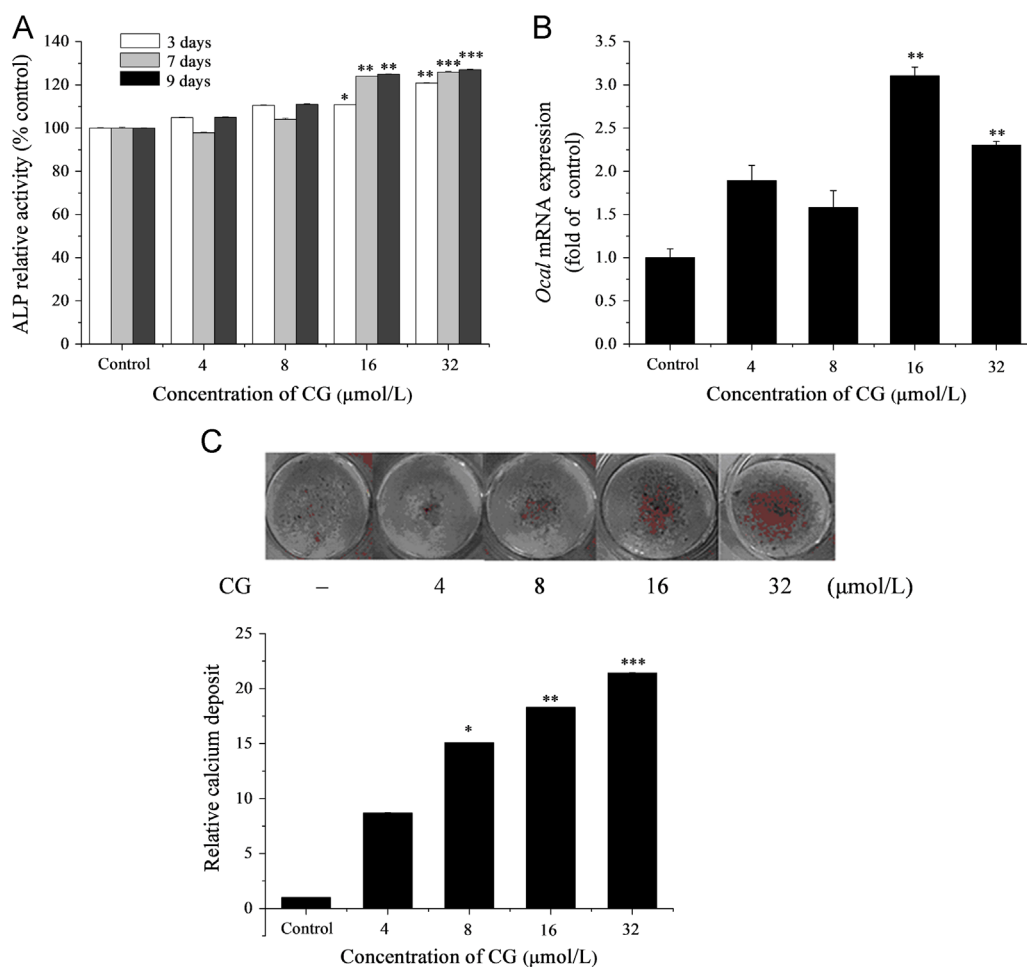 A
ALP relative activity (% control)
140
120
100
80
60
40
20
0
3 days
7 days
9 days
*
**
**
**
***
***
Control
4
8
16
32
Concentration of CG (μmol/L)
B
Ocal mRNA expression
(fold of control)
3.5
3.0
2.5
2.0
1.5
1.0
0.5
0.0
**
**
Control
4
8
16
32
Concentration of CG (μmol/L)
C
CG – 4 8 16 32 (μmol/L)
Relative calcium deposit
25
20
15
10
5
0
*
**
***
Control
4
8
16
32
Concentration of CG (μmol/L)